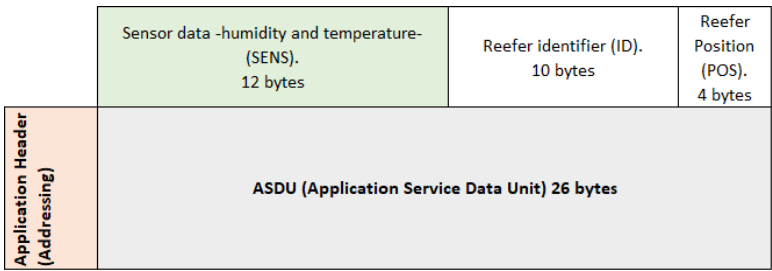 Sensor data -humidity and temperature-
(SENS).
12 bytes
Reefer identifier (ID).
10 bytes
Reefer
Position
(POS).
4 bytes
Application Header
(Addressing)
ASDU (Application Service Data Unit) 26 bytes